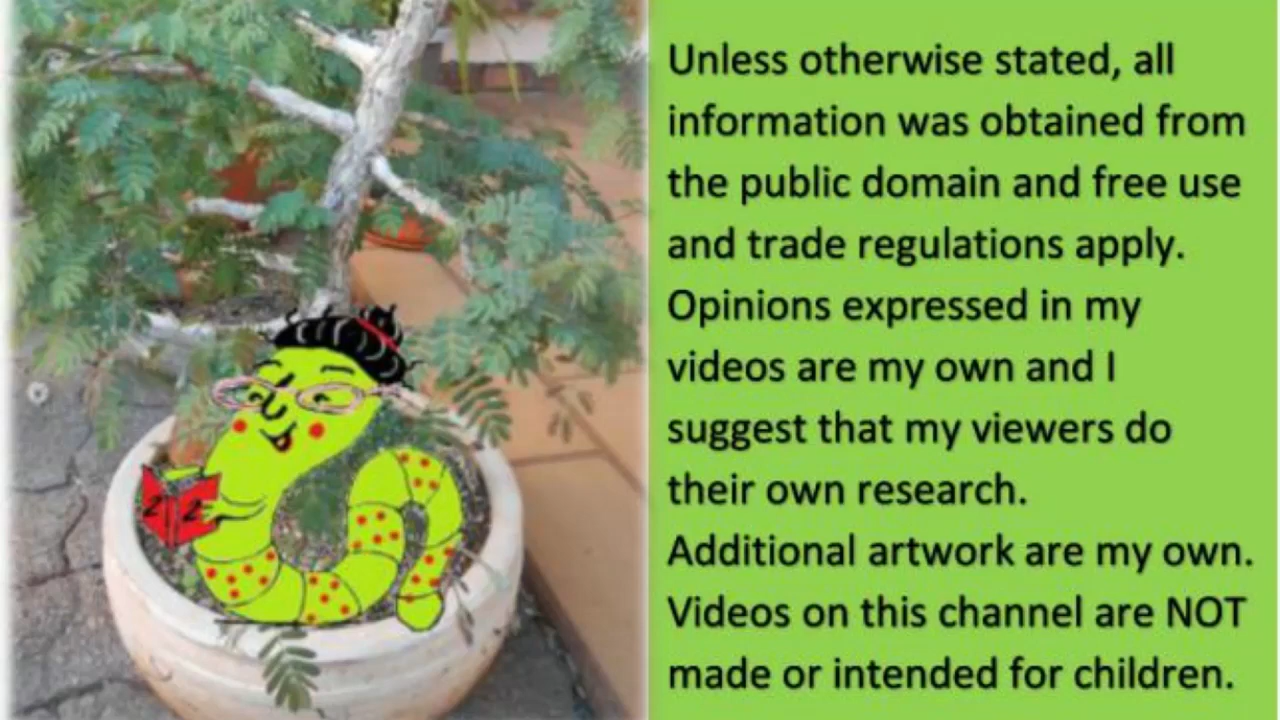 Unless otherwise stated, all
information was obtained from
the public domain and free use
and trade regulations apply.
Opinions expressed in my
videos are my own and I
suggest that my viewers do
their own research.
Additional artwork are my own.
Videos on this channel are NOT
made or intended for children.